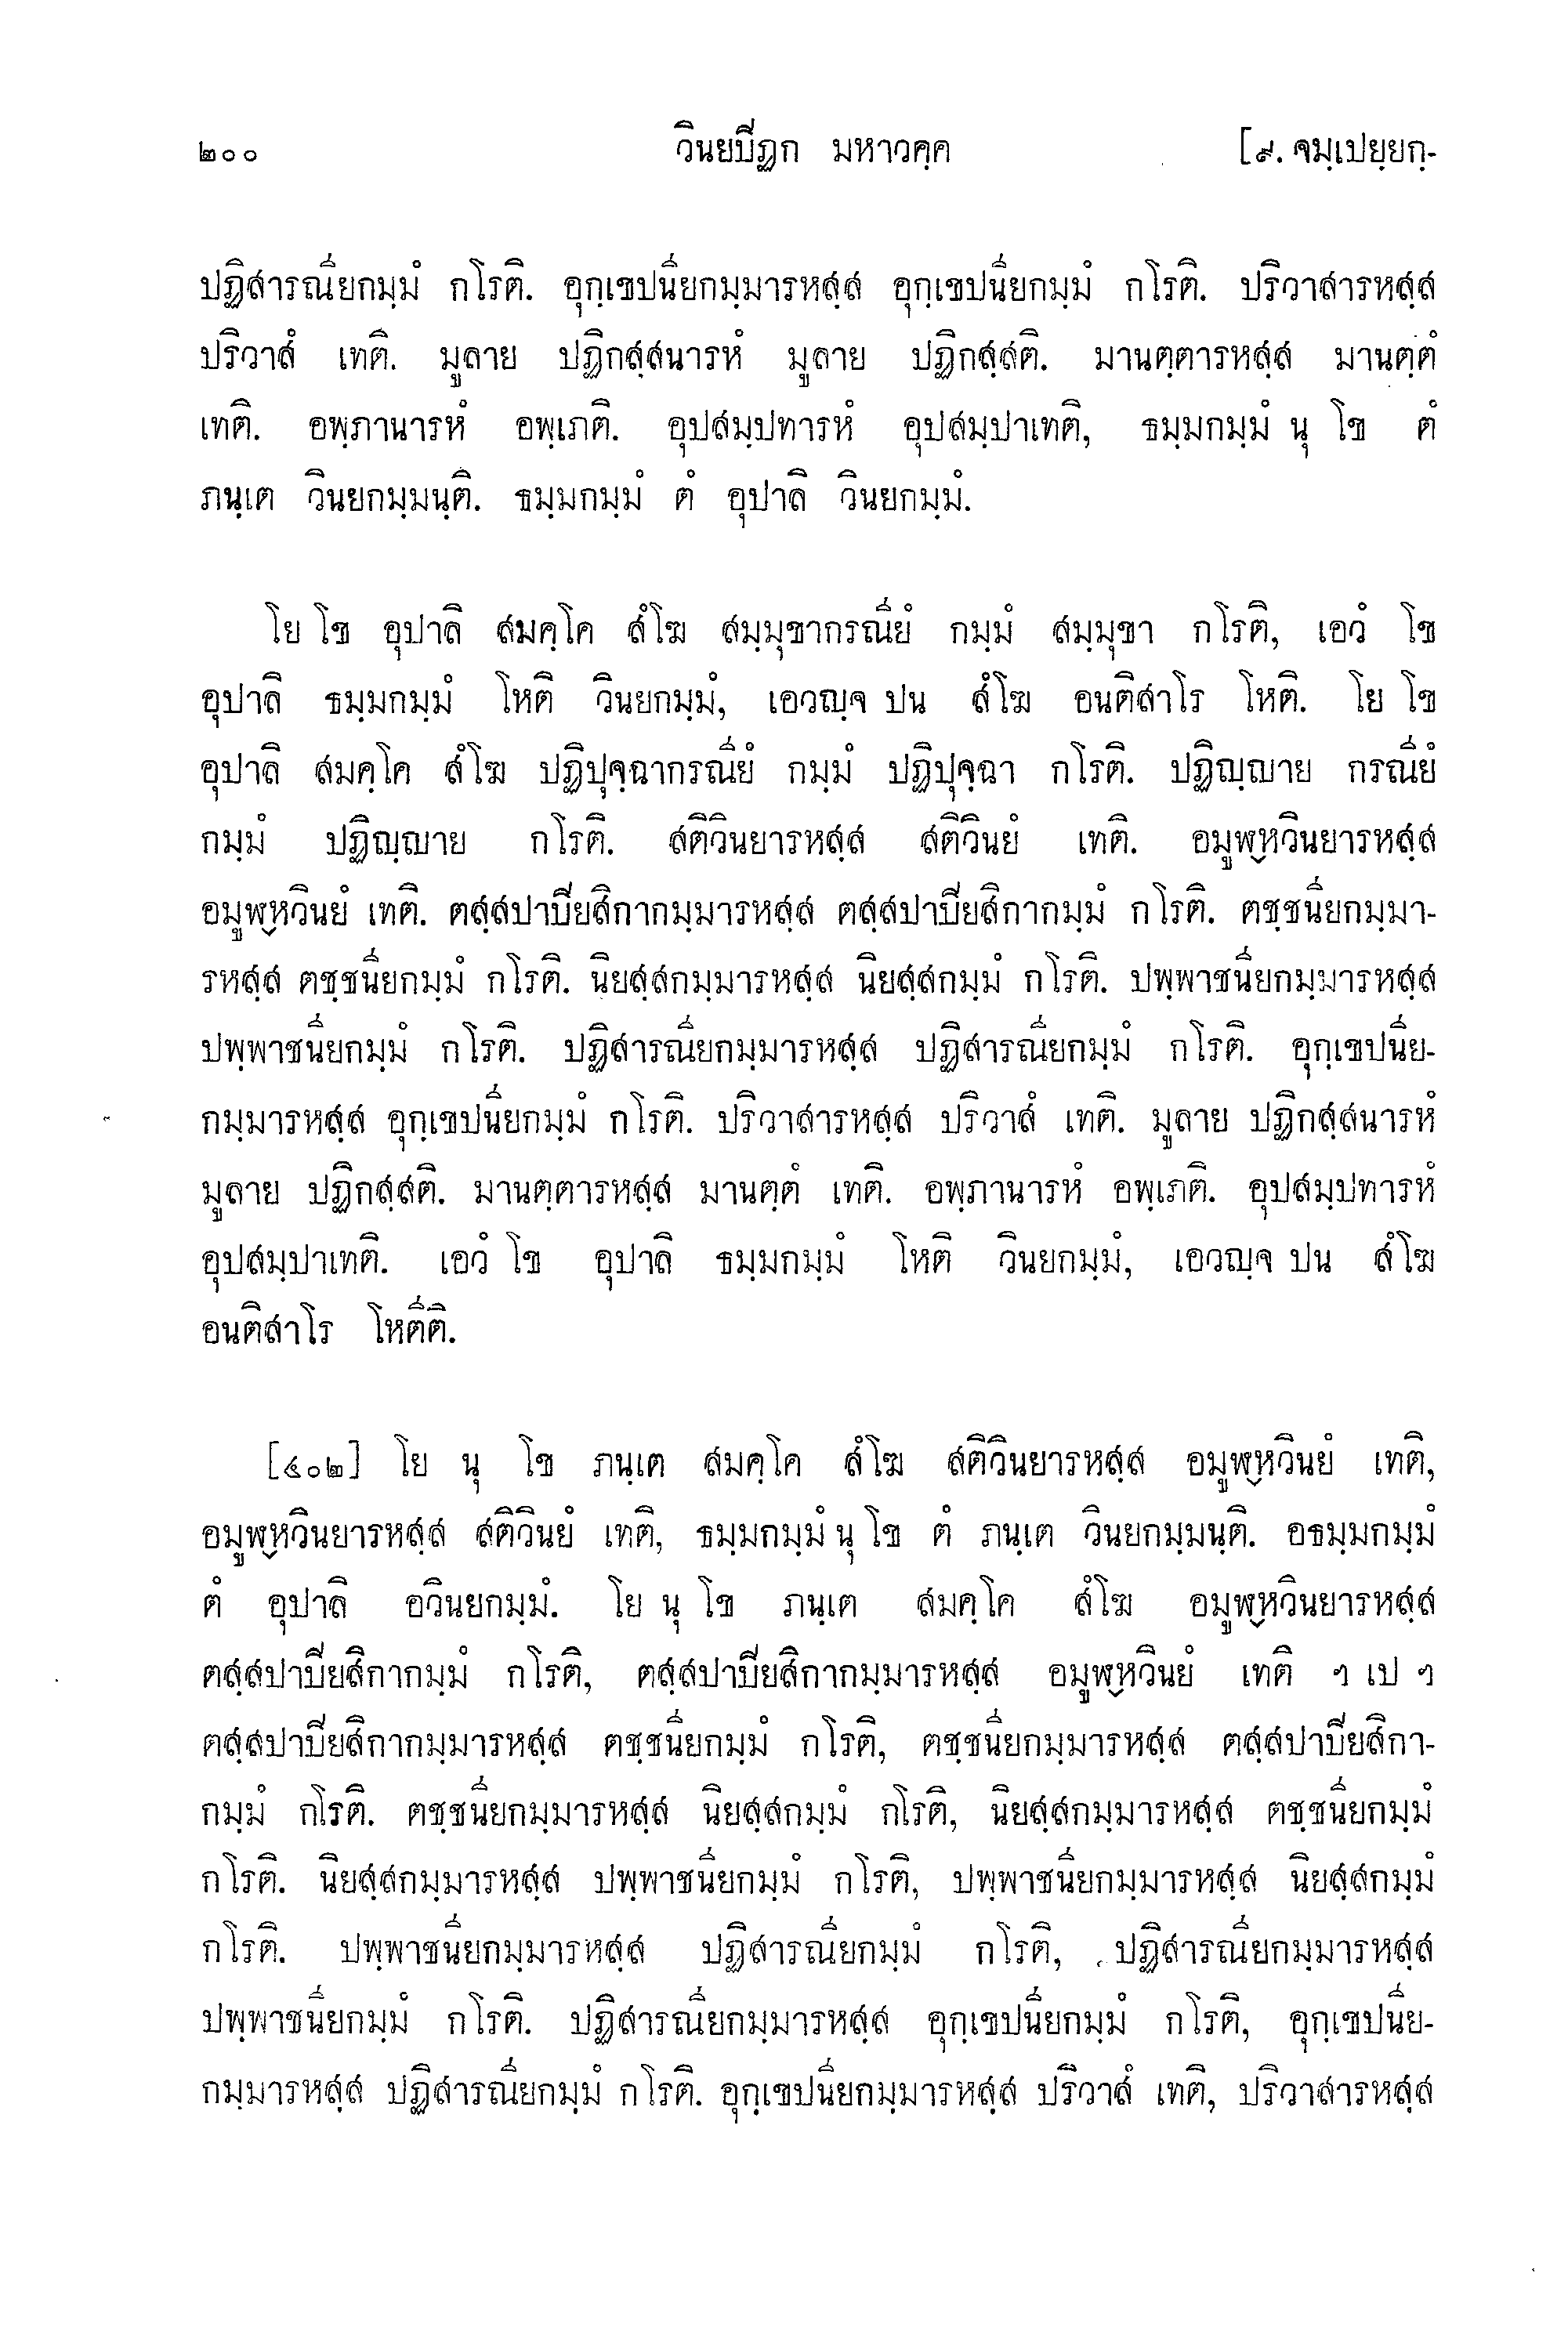 ๒๐๐ วินยปีฏก มหาวคฺค [๙. จมฺเปยฺยกฺ-
ปฏิสารณียกมฺมํ กโรติ. อุกฺเขปนียกมฺมารหสฺส อุกฺเขปนียกมฺมํ กโรติ. ปริวาสารหสฺส
ปริวาสํ เทติ. มูลาย ปฏิกสฺสนารหํ มูลาย ปฏิกสฺสติ. มานตฺตารหสฺส มานตฺตํ
เทติ. อพฺภานารหํ อพฺเภติ. อุปสมฺปทารหํ อุปสมฺปาเทติ, ธมฺมกมฺมํ นุ โข ตํ
ภนฺเต วินยกมฺมนฺติ. ธมฺมกมฺมํ ตํ อุปาลิ วินยกมฺมํ.
โย โข อุปาลิ สมคฺโค สํโฆ สมฺมุขากรณียํ กมฺมํ สมฺมุขา กโรติ, เอวํ โข
อุปาลิ ธมฺมกมฺมํ โหติ วินยกมฺมํ, เอวญฺจ ปน สํโฆ อนติสาโร โหติ. โย โข
อุปาลิ สมคฺโค สํโฆ ปฏิปุจฺฉากรณียํ กมฺมํ ปฏิปุจฺฉา กโรติ. ปฏิญฺญาย กรณียํ
กมฺมํ ปฏิญฺญาย กโรติ. สติวินยารหสฺส สติวินยํ เทติ. อมูฬฺหวินยารหสฺส
อมูฬฺหวินยํ เทติ. ตสฺสปาปียสิกากมฺมารหสฺส ตสฺสปาปียสิกากมฺมํ กโรติ. ตชฺชนียกมฺมา-
รหสฺส ตชฺชนียกมฺมํ กโรติ. นิยสฺสกมฺมารหสฺส นิยสฺสกมฺมํ กโรติ. ปพฺพาชนียกมฺมารหสฺส
ปพฺพาชนียกมฺมํ กโรติ. ปฏิสารณียกมฺมารหสฺส ปฏิสารณียกมฺมํ กโรติ. อุกฺเขปนีย-
กมฺมารหสฺส อุกฺเขปนียกมฺมํ กโรติ. ปริวาสารหสฺส ปริวาสํ เทติ. มูลาย ปฏิกสฺสนารหํ
มูลาย ปฏิกสฺสติ. มานตฺตารหสฺส มานตฺตํ เทติ. อพฺภานารหํ อพฺเภติ. อุปสมฺปทารหํ
อุปสมฺปาเทติ. เอวํ โข อุปาลิ ธมฺมกมฺมํ โหติ วินยกมฺมํ, เอวญฺจ ปน สํโฆ
อนติสาโร โหตีติ.
[๔๐๒] โย นุ โข ภนฺเต สมคฺโค สํโฆ สติวินยารหสฺส อมูฬฺหวินยํ เทติ,
อมูฬฺหวินยารหสฺส สติวินยํ เทติ, ธมฺมกมฺมํ นุ โข ตํ ภนฺเต วินยกมฺมนฺติ. อธมฺมกมฺมํ
ตํ อุปาลิ อวินยกมฺมํ. โย นุ โข ภนฺเต สมคฺโค สํโฆ อมูฬฺหวินยารหสฺส
ตสฺสปาปียสิกากมฺมํ กโรติ, ตสฺสปาปียสิกากมฺมารหสฺส อมูฬฺหวินยํ เทติ ฯ เป ฯ
ตสฺสปาปียสิกากมฺมารหสฺส ตชฺชนียกมฺมํ กโรติ, ตชฺชนียกมฺมารหสฺส ตสฺสปาปียสิกา-
กมฺมํ กโรติ. ตชฺชนียกมฺมารหสฺส นิยสฺสกมฺมํ กโรติ, นิยสฺสกมฺมารหสฺส ตชฺชนียกมฺมํ
กโรติ. นิยสฺสกมฺมารหสฺส ปพฺพาชนียกมฺมํ กโรติ, ปพฺพาชนียกมฺมารหสฺส นิยสฺสกมฺมํ
กโรติ. ปพฺพาชนียกมฺมารหสฺส ปฏิสารณียกมฺมํ กโรติ, ปฏิสารณียกมฺมารหสฺส
ปพฺพาชนียกมฺมํ กโรติ. ปฏิสารณียกมฺมารหสฺส อุกฺเขปนียกมฺมํ กโรติ, อุกฺเขปนีย-
กมฺมารหสฺส ปฏิสารณียกมฺมํ กโรติ. อุกฺเขปนียกมฺมารหสฺส ปริวาสํ เทติ, ปริวาสารหสฺส